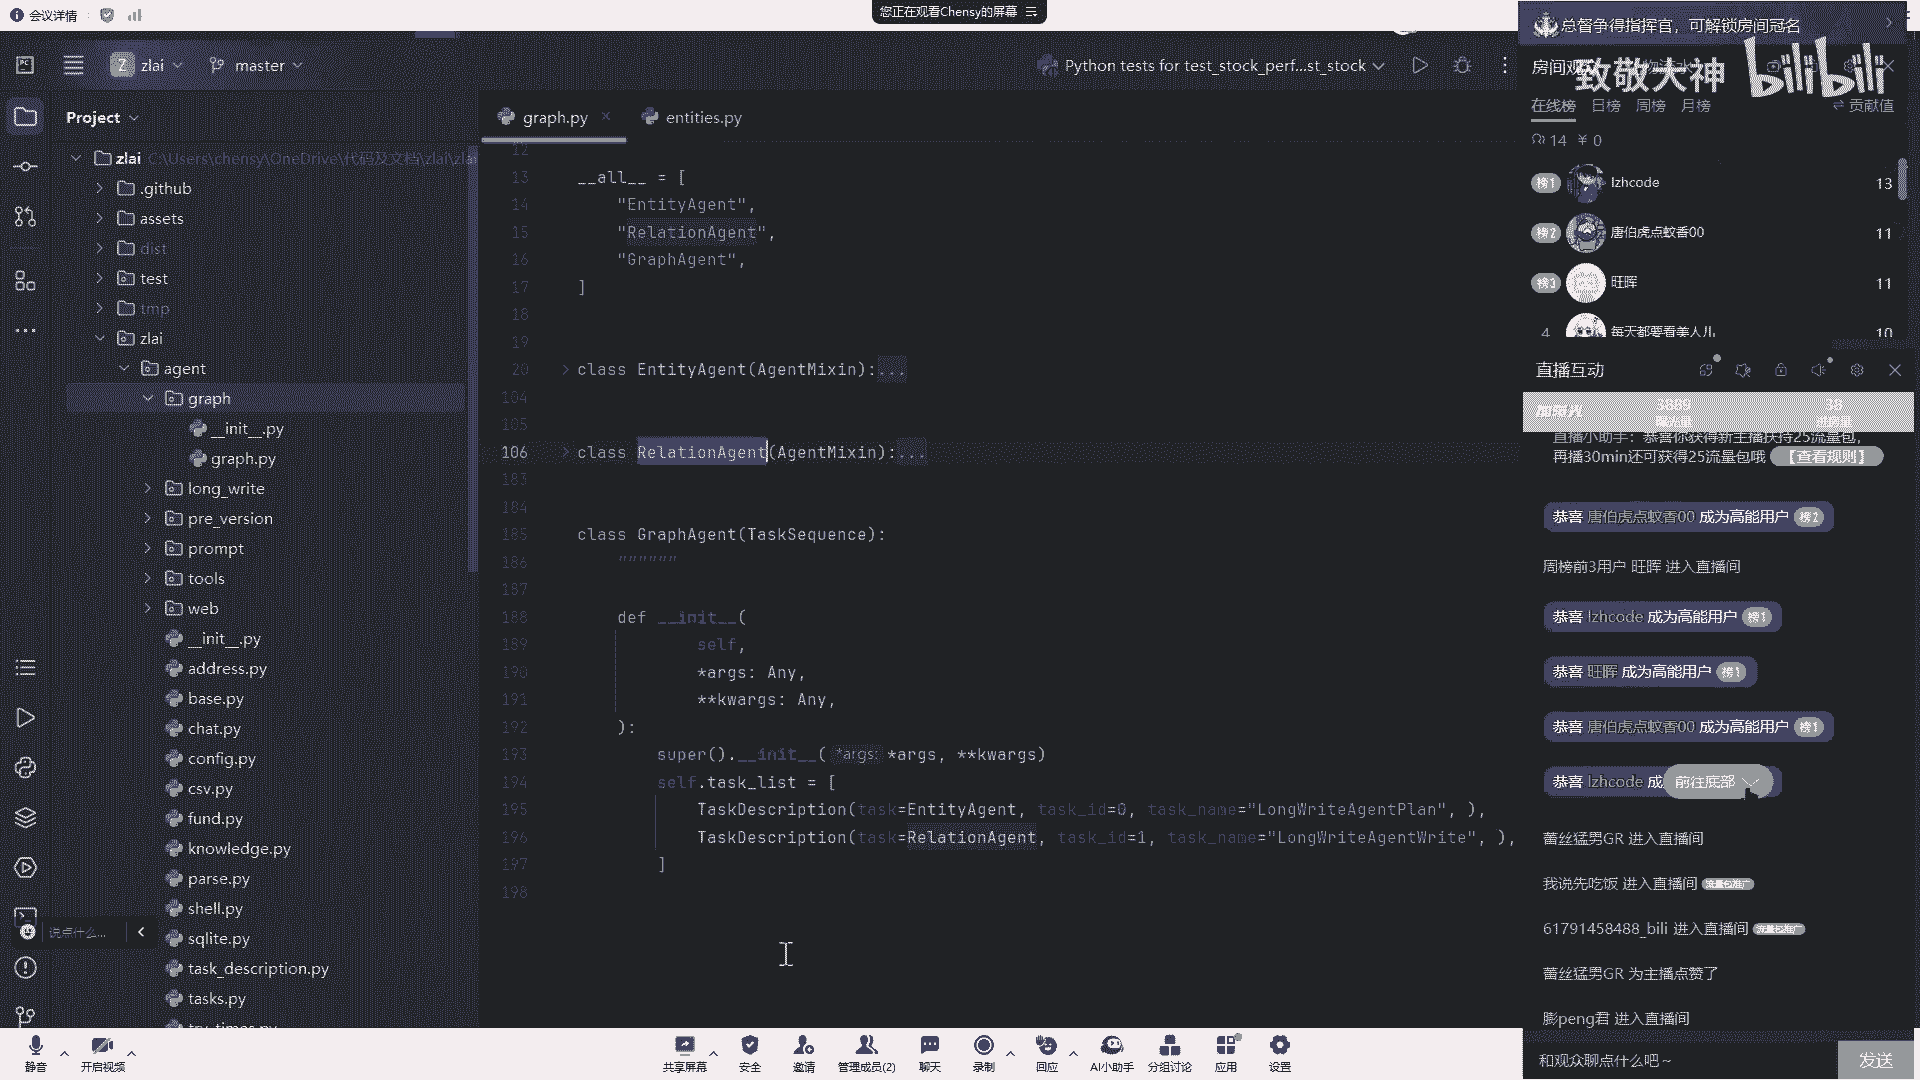 会议详情
您正在观看Chensy的屏幕
Z zlai
master
Python tests for test_stock_perf...st_stock
Project
zlai C:\Users\chensy\OneDrive\代码及文档\zlai\zlai
.github
assets
dist
test
tmp
zlai
agent
graph
__init__.py
graph.py
long_write
pre_version
prompt
tools
web
__init__.py
address.py
base.py
chat.py
config.py
csv.py
fund.py
knowledge.py
parse.py
shell.py
sqlite.py
task_description.py
tasks.py
try_times.py
说点什么...
graph.py
entities.py
12
13 __all__ = [
14 "EntityAgent",
15 "RelationAgent",
16 "GraphAgent",
17 ]
18
19
20 class EntityAgent(AgentMixin):...
104
105
106 class RelationAgent(AgentMixin):...
183
184
185 class GraphAgent(TaskSequence):
186 """"""
187
188 def __init__(
189 self,
190 *args: Any,
191 **kwargs: Any,
192 ):
193 super().__init__( *args: *args, **kwargs)
194 self.task_list = [
195 TaskDescription(task=EntityAgent, task_id=0, task_name="LongWriteAgentPlan", ),
196 TaskDescription(task=RelationAgent, task_id=1, task_name="LongWriteAgentWrite", ),
197 ]
198
总督争得指挥官，可解锁房间冠名
房间观众
致敬大神
bilibili
在线榜 日榜 周榜 月榜 贡献值
14 ¥ 0
榜1 lzhcode 13
榜2 唐伯虎点蚊香00 11
榜3 旺晖 11
4 每天都要看美人儿 10
直播互动
直播小助手：恭喜你获得新主播扶持25流量包，
再播30min还可获得25流量包哦 【查看规则】
恭喜 唐伯虎点蚊香00 成为高能用户 榜2
周榜前3用户 旺晖 进入直播间
恭喜 lzhcode 成为高能用户 榜1
恭喜 旺晖 成为高能用户 榜1
恭喜 唐伯虎点蚊香00 成为高能用户 榜1
恭喜 lzhcode 成
前往底部
蕾丝猛男GR 进入直播间
我说先吃饭 进入直播间 流量包推广
61791458488_bili 进入直播间 流量包推广
蕾丝猛男GR 为主播点赞了
膨peng君 进入直播间
和观众聊点什么吧～
发送
静音
开启视频
共享屏幕
安全
邀请
管理成员(2)
聊天
录制
回应
AI小助手
分组讨论
应用
设置